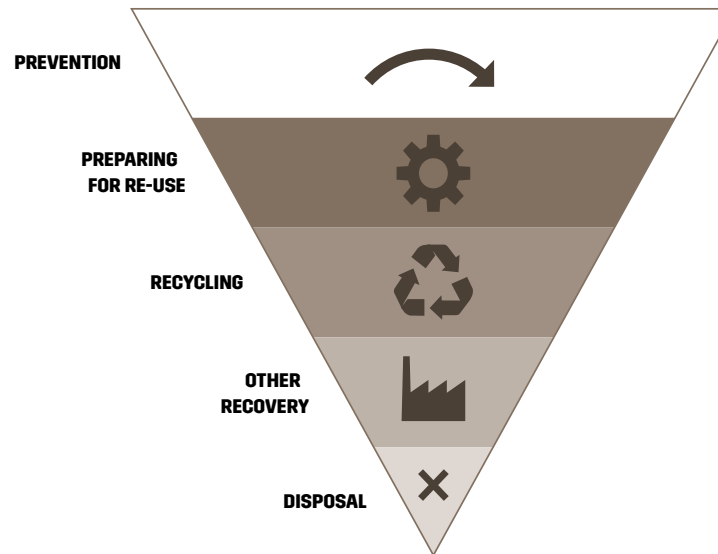 PREVENTION
PREPARING
FOR RE-USE
RECYCLING
OTHER
RECOVERY
DISPOSAL